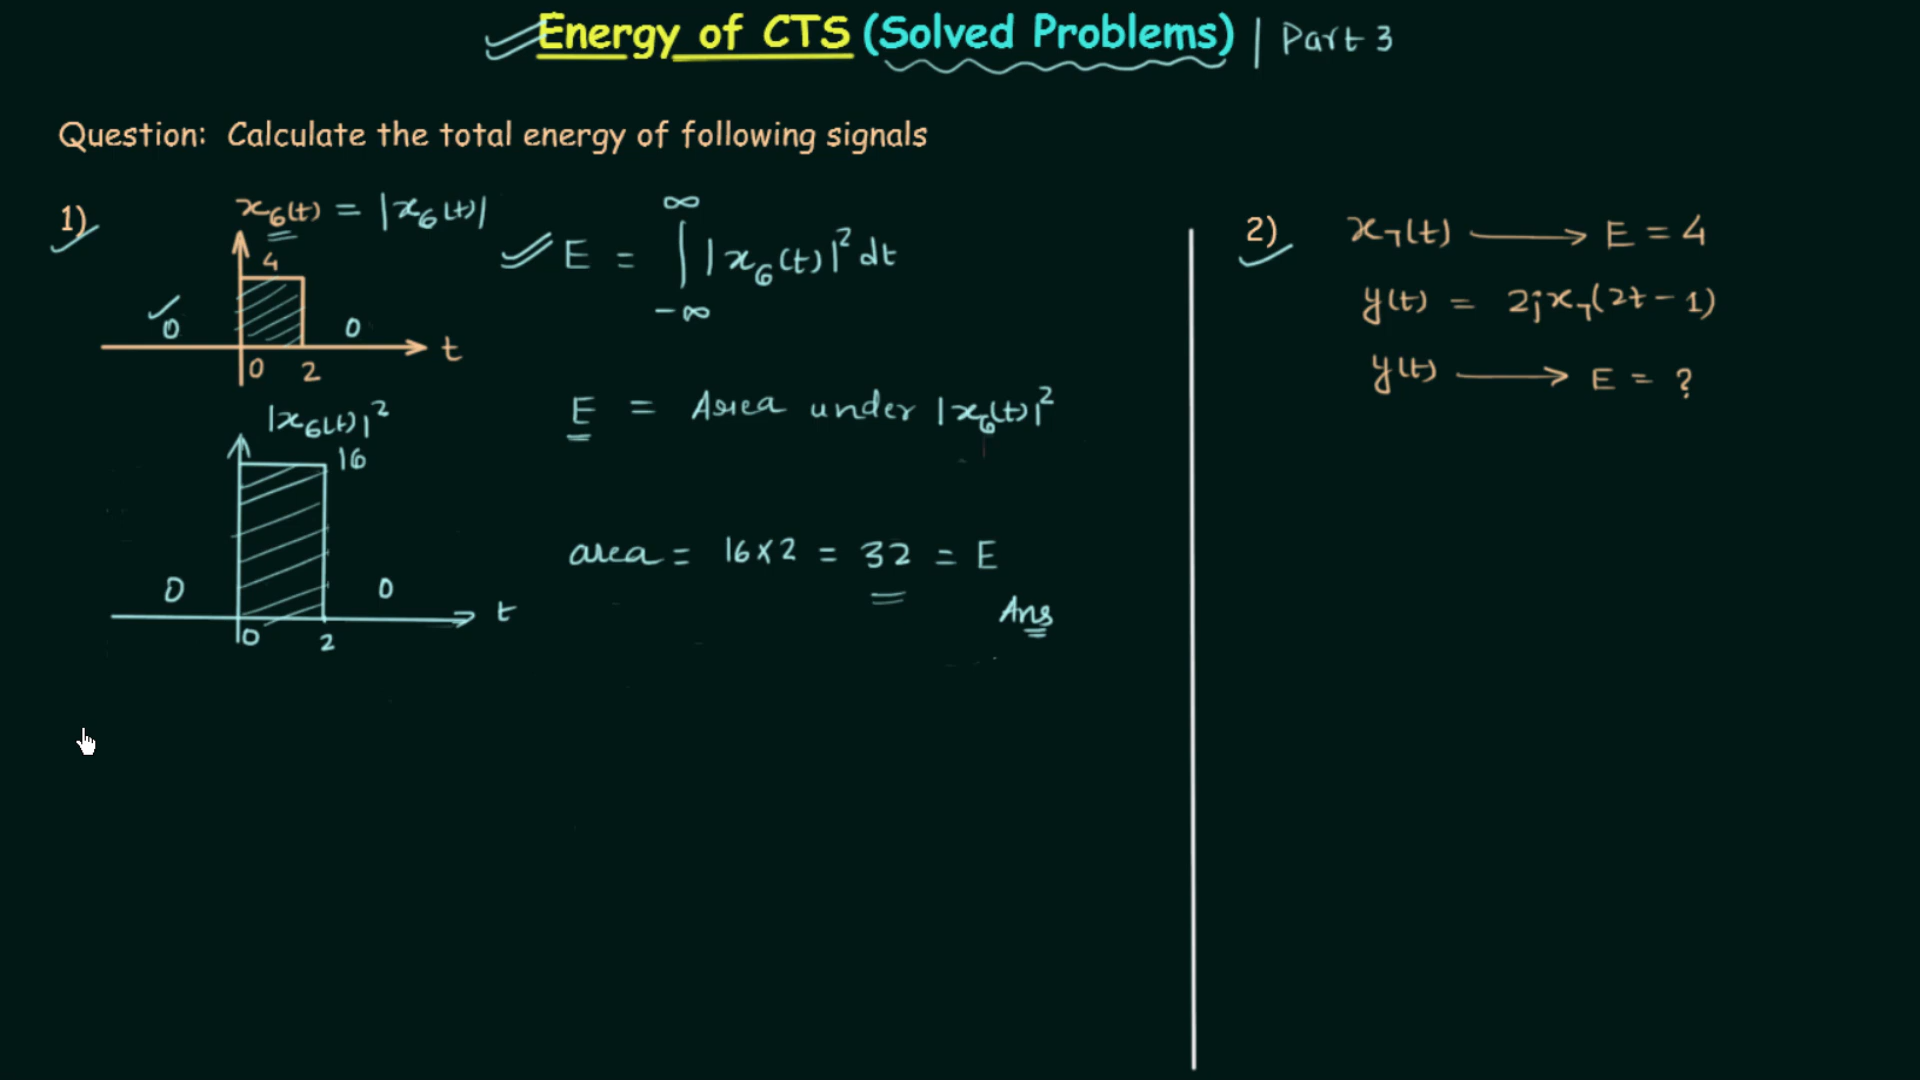 Energy of CTS (Solved Problems) | Part 3
Question: Calculate the total energy of following signals
1)
x₆(t) = |x₆(t)|
4
0
0
0
2
t
E = ∫ |x₆(t)|² dt
∞
-∞
|x₆(t)|²
16
0
0
0
2
t
E = Area under |x₆(t)|²
area = 16×2 = 32 = E
Ans
2) x₇(t) ⟶ E = 4
y(t) = 2jx₇(2t-1)
y(t) ⟶ E = ?